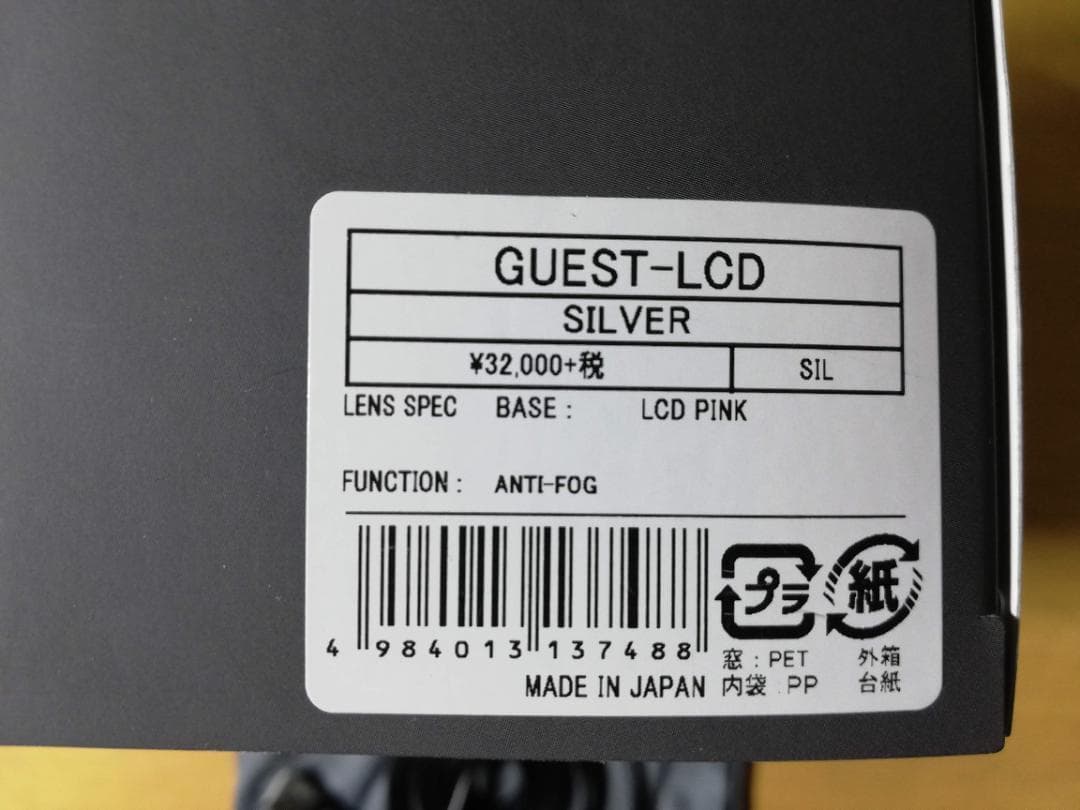 GUEST-LCD
SILVER
¥32,000+税 SIL
LENS SPEC BASE : LCD PINK
FUNCTION : ANTI-FOG
4 984013 137488
プラ 紙
窓 : PET 外箱
内袋 : PP 台紙
MADE IN JAPAN